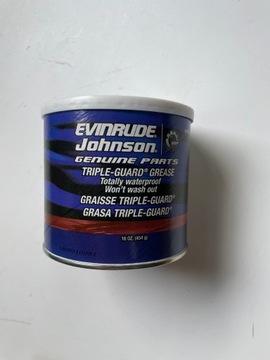 EVINRUDE
Johnson
GENUINE PARTS
TRIPLE-GUARD® GREASE
Totally waterproof
Won't wash out
GRAISSE TRIPLE-GUARD®
GRASA TRIPLE-GUARD®
16 OZ. (454 g)